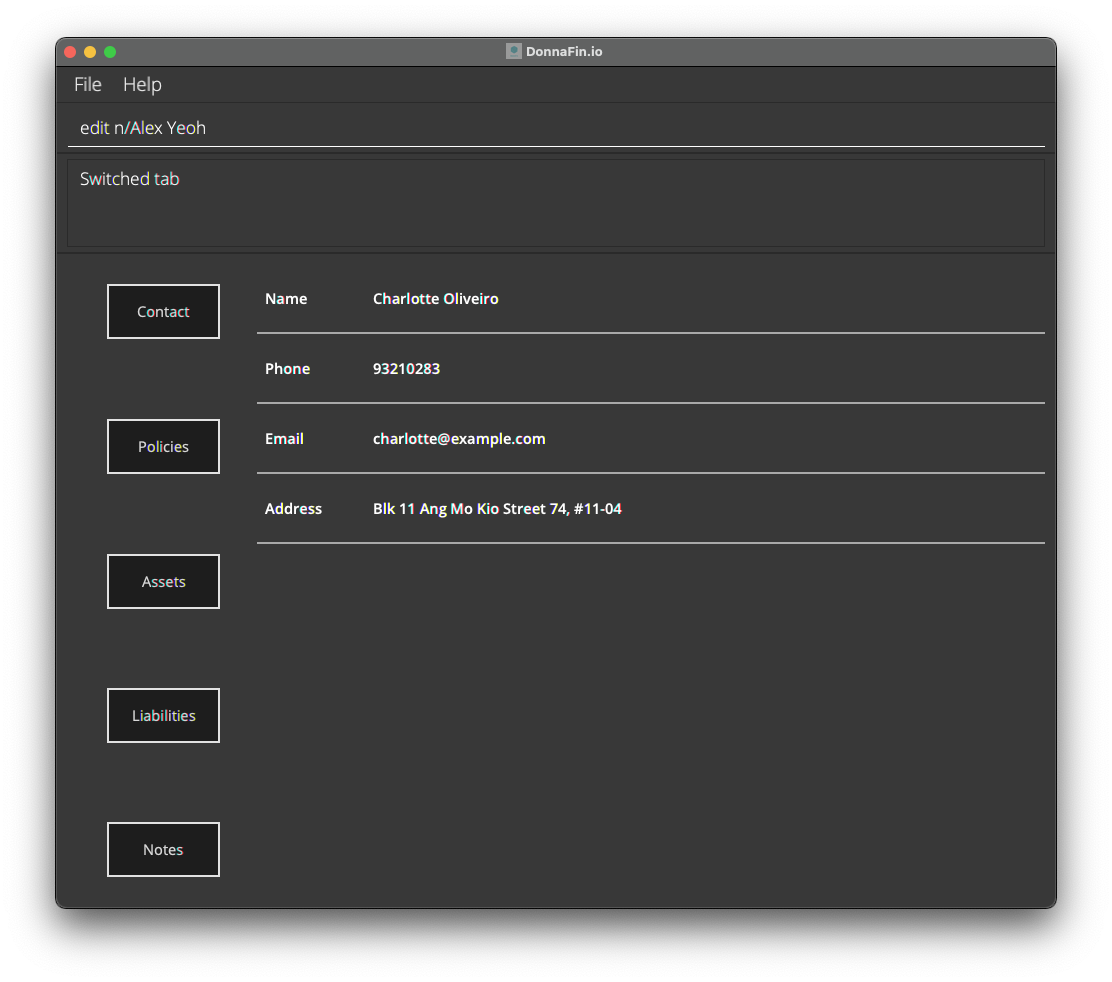 DonnaFin.io
File Help
edit n/Alex Yeoh
Switched tab
Contact
Name Charlotte Oliveiro
Phone 93210283
Policies
Email charlotte@example.com
Address Blk 11 Ang Mo Kio Street 74, #11-04
Assets
Liabilities
Notes